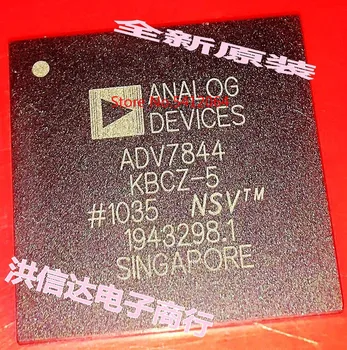 全新原装
ANALOG
DEVICES
ADV7844
KBCZ-5
#1035 NSV™
1943298.1
SINGAPORE
洪信达电子商行